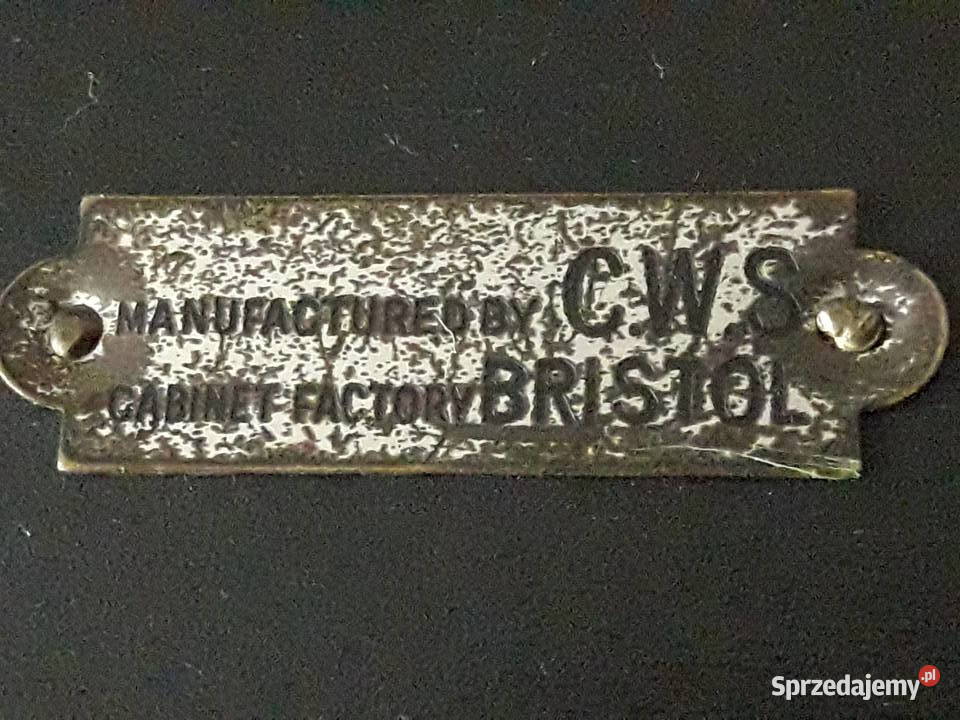 MANUFACTURED BY C.W.S
CABINET FACTORY BRISTOL
Sprzedajemy.pl